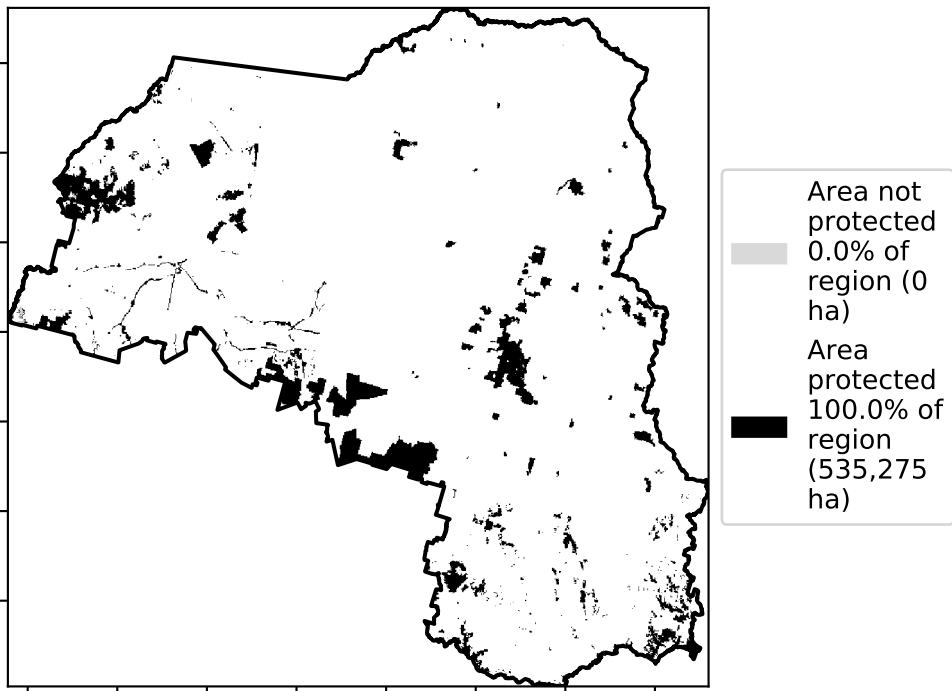 Area not
protected
0.0% of
region (0
ha)
Area
protected
100.0% of
region
(535,275
ha)